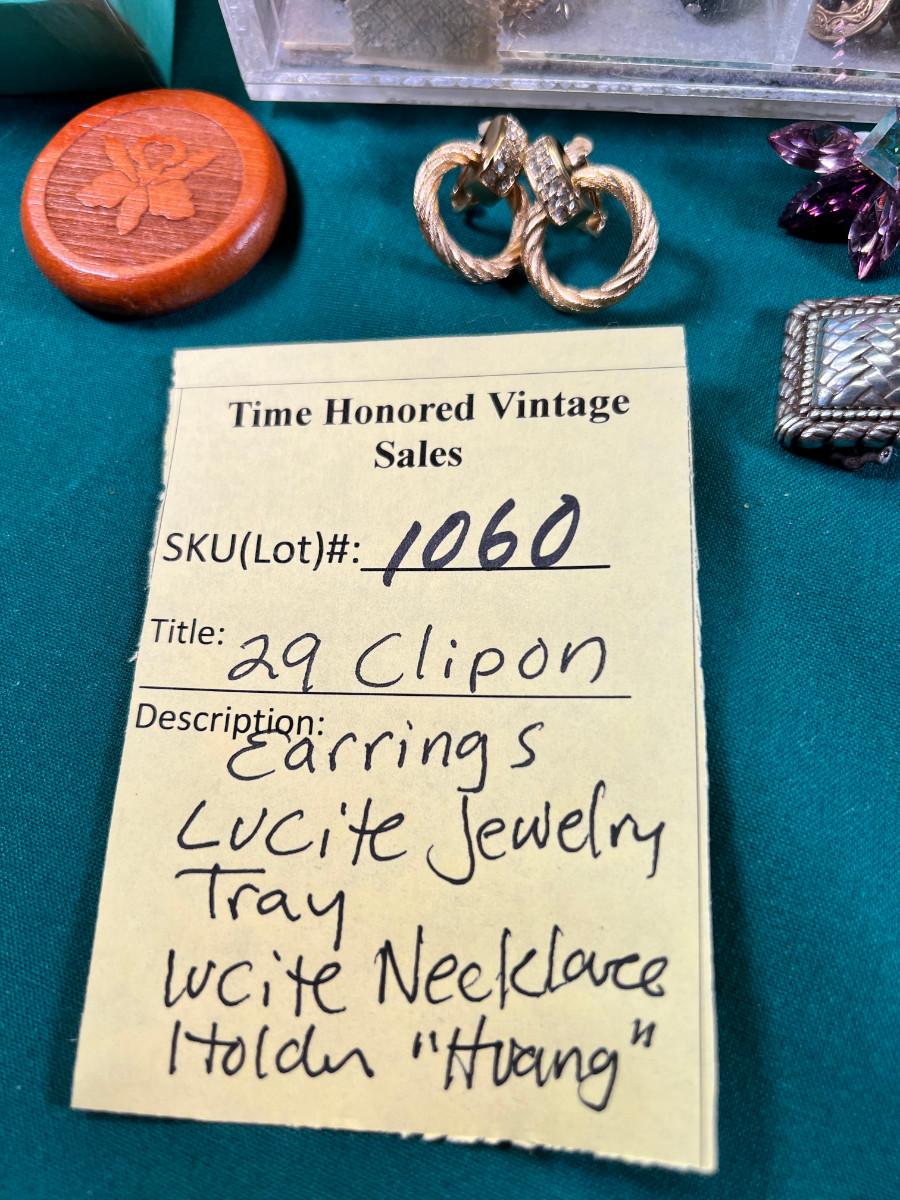 Time Honored Vintage
Sales
SKU(Lot)#: 1060
Title: 29 Clipon
Description:
Earrings
Lucite Jewelry
Tray
Lucite Necklace
Holder "Huang"